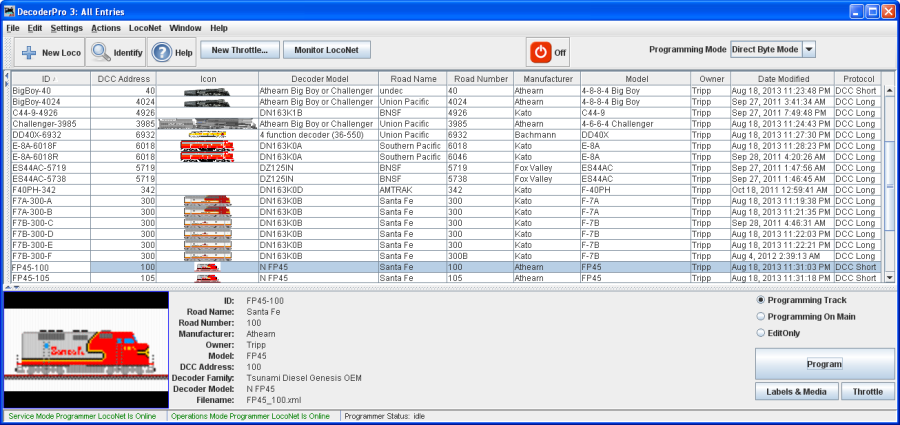 DecoderPro 3: All Entries
File Edit Settings Actions LocoNet Window Help
New Loco Identify Help New Throttle... Monitor LocoNet Off Programming Mode Direct Byte Mode
ID DCC Address Icon Decoder Model Road Name Road Number Manufacturer Model Owner Date Modified Protocol
BigBoy-40 40 Athearn Big Boy or Challenger undec 40 Athearn 4-8-8-4 Big Boy Tripp Aug 18, 2013 11:23:48 PM DCC Short
BigBoy-4024 4024 Athearn Big Boy or Challenger Union Pacific 4024 Athearn 4-8-8-4 Big Boy Tripp Sep 27, 2011 3:41:34 AM DCC Long
C44-9-4926 4926 DN163K1B BNSF 4926 Kato C44-9 Tripp Sep 27, 2011 7:49:48 PM DCC Long
Challenger-3985 3985 Athearn Big Boy or Challenger Union Pacific 3985 Athearn 4-6-6-4 Challenger Tripp Aug 18, 2013 11:24:43 PM DCC Long
DD40X-6932 6932 4 function decoder (36-550) Union Pacific 6932 Bachmann DD40X Tripp Aug 18, 2013 11:27:30 PM DCC Long
E-8A-6018F 6018 DN163K0A Southern Pacific 6018 Kato E-8A Tripp Aug 18, 2013 11:28:23 PM DCC Long
E-8A-6018R 6018 DN163K0A Southern Pacific 6046 Kato E-8A Tripp Sep 28, 2011 4:20:26 AM DCC Long
ES44AC-5719 5719 DZ125IN BNSF 5719 Fox Valley ES44AC Tripp Sep 27, 2011 1:47:56 AM DCC Long
ES44AC-5738 5719 DZ125IN BNSF 5738 Fox Valley ES44AC Tripp Sep 27, 2011 1:46:45 AM DCC Long
F40PH-342 342 DN163K0D AMTRAK 342 Kato F-40PH Tripp Oct 18, 2011 12:59:41 AM DCC Long
F7A-300-A 300 DN163K0B Santa Fe 300 Kato F-7A Tripp Aug 18, 2013 11:19:38 PM DCC Long
F7A-300-B 300 DN163K0B Santa Fe 300 Kato F-7A Tripp Aug 18, 2013 11:21:35 PM DCC Long
F7B-300-C 300 DN163K0B Santa Fe 300 Kato F-7B Tripp Sep 28, 2011 4:46:31 AM DCC Long
F7B-300-D 300 DN163K0B Santa Fe 300 Kato F-7B Tripp Aug 18, 2013 11:22:03 PM DCC Long
F7B-300-E 300 DN163K0B Santa Fe 300 Kato F-7B Tripp Aug 18, 2013 11:22:21 PM DCC Long
F7B-300-F 300 DN163K0B Santa Fe 300B Kato F-7B Tripp Aug 4, 2012 2:39:13 AM DCC Long
FP45-100 100 N FP45 Santa Fe 100 Athearn FP45 Tripp Aug 18, 2013 11:31:03 PM DCC Short
FP45-105 105 N FP45 Santa Fe 105 Athearn FP45 Tripp Aug 18, 2013 11:31:58 PM DCC Long
ID: FP45-100
Road Name: Santa Fe
Road Number: 100
Manufacturer: Athearn
Owner: Tripp
Model: FP45
DCC Address: 100
Decoder Family: Tsunami Diesel Genesis OEM
Decoder Model: N FP45
Filename: FP45_100.xml
Santa Fe
Programming Track
Programming On Main
EditOnly
Program
Labels & Media Throttle
Service Mode Programmer LocoNet Is Online Operations Mode Programmer LocoNet Is Online Programmer Status: idle